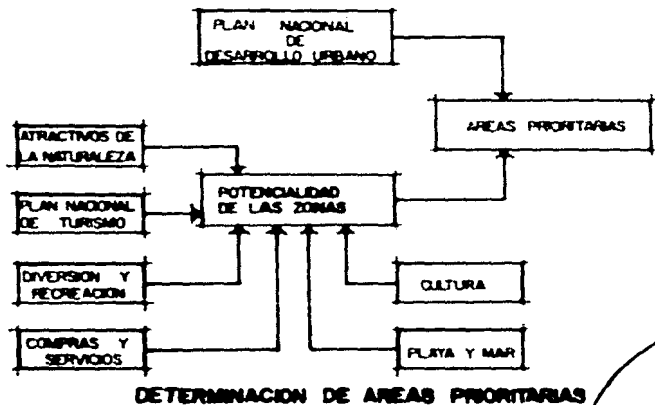 PLAN NACIONAL
DE
DESARROLLO URBANO
AREAS PRIORITARIAS
ATRACTIVOS DE
LA NATURALEZA
POTENCIALIDAD
DE LAS ZONAS
PLAN NACIONAL
DE TURISMO
DIVERSION Y
RECREACION
CULTURA
COMPRAS Y
SERVICIOS
PLAYA Y MAR
DETERMINACION DE AREAS PRIORITARIAS